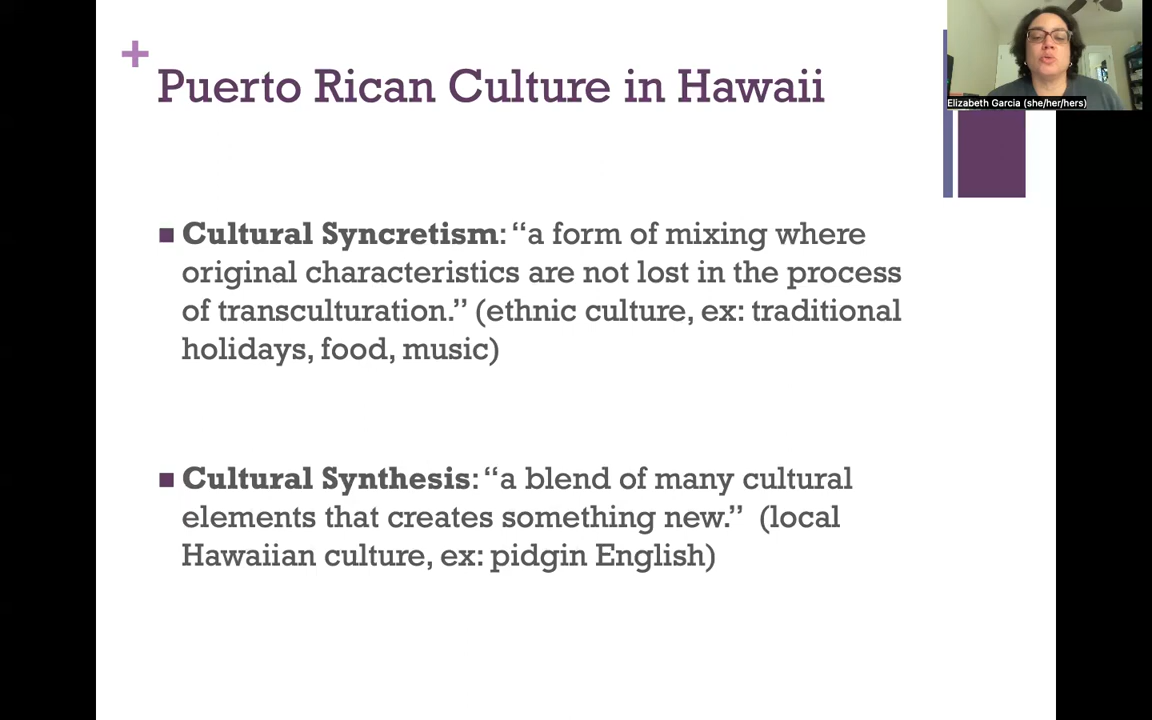 +
Puerto Rican Culture in Hawaii
Elizabeth Garcia (she/her/hers)
■ Cultural Syncretism: “a form of mixing where
original characteristics are not lost in the process
of transculturation.” (ethnic culture, ex: traditional
holidays, food, music)
■ Cultural Synthesis: “a blend of many cultural
elements that creates something new.”  (local
Hawaiian culture, ex: pidgin English)